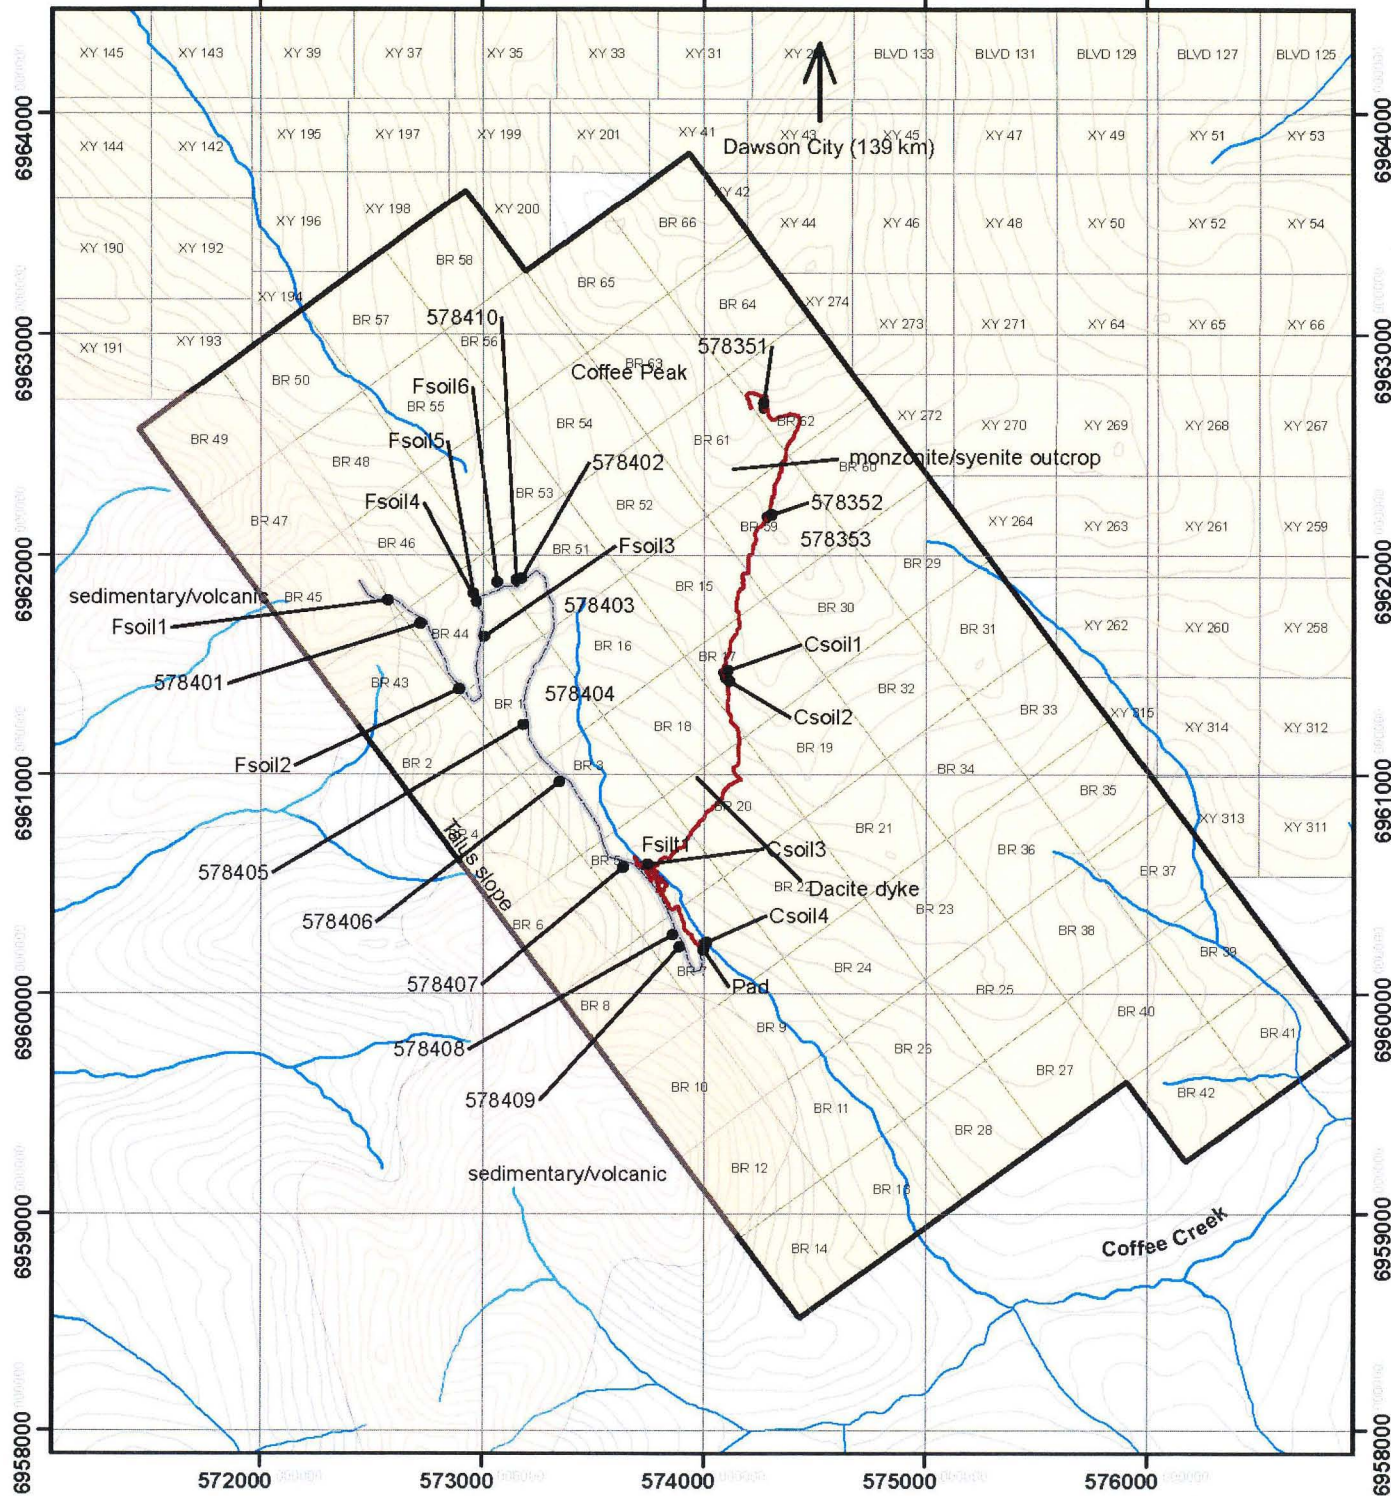 XY 145
XY 143
XY 39
XY 37
XY 35
XY 33
XY 31
BLVD 133
BLVD 131
BLVD 129
BLVD 127
BLVD 125
6964000
6964000
XY 144
XY 142
XY 195
XY 197
XY 199
XY 201
XY 41
XY 43
XY 45
XY 47
XY 49
XY 51
XY 53
Dawson City (139 km)
XY 190
XY 192
XY 196
XY 198
XY 200
BR 66
XY 42
XY 44
XY 46
XY 48
XY 50
XY 52
XY 54
BR 58
BR 65
XY 194
BR 64
XY 274
XY 273
XY 271
XY 64
XY 65
XY 66
6963000
6963000
XY 191
XY 193
BR 57
578410
BR 56
578351
BR 63
Coffee Peak
BR 50
Fsoil6
BR 55
BR 54
BR 49
Fsoil5
BR 48
578402
BR 61
BR 62
monzonite/syenite outcrop
BR 60
XY 272
XY 270
XY 269
XY 268
XY 267
BR 47
Fsoil4
BR 53
BR 52
578352
BR 59
578353
XY 264
XY 263
XY 261
XY 259
6962000
6962000
BR 46
BR 51
Fsoil3
BR 29
sedimentary/volcanic
BR 45
Fsoil1
BR 44
578403
BR 15
BR 30
BR 31
XY 262
XY 260
XY 258
BR 16
BR 17
Csoil1
578401
BR 43
578404
BR 32
BR 18
Csoil2
BR 33
XY 315
XY 314
XY 312
Fsoil2
BR 2
BR 3
BR 19
BR 34
6961000
6961000
BR 35
BR 20
BR 4
Talus slope
BR 21
XY 313
XY 311
578405
BR 5
Fsilt1
Csoil3
BR 36
BR 37
BR 22
Dacite dyke
578406
BR 6
Csoil4
BR 23
BR 38
BR 39
578407
BR 7
Pad
BR 24
BR 25
6960000
6960000
BR 8
BR 9
BR 40
BR 41
578408
BR 27
578409
BR 10
BR 11
BR 42
BR 28
sedimentary/volcanic
BR 12
BR 14
Coffee Creek
6959000
6959000
6958000
6958000
572000
573000
574000
575000
576000